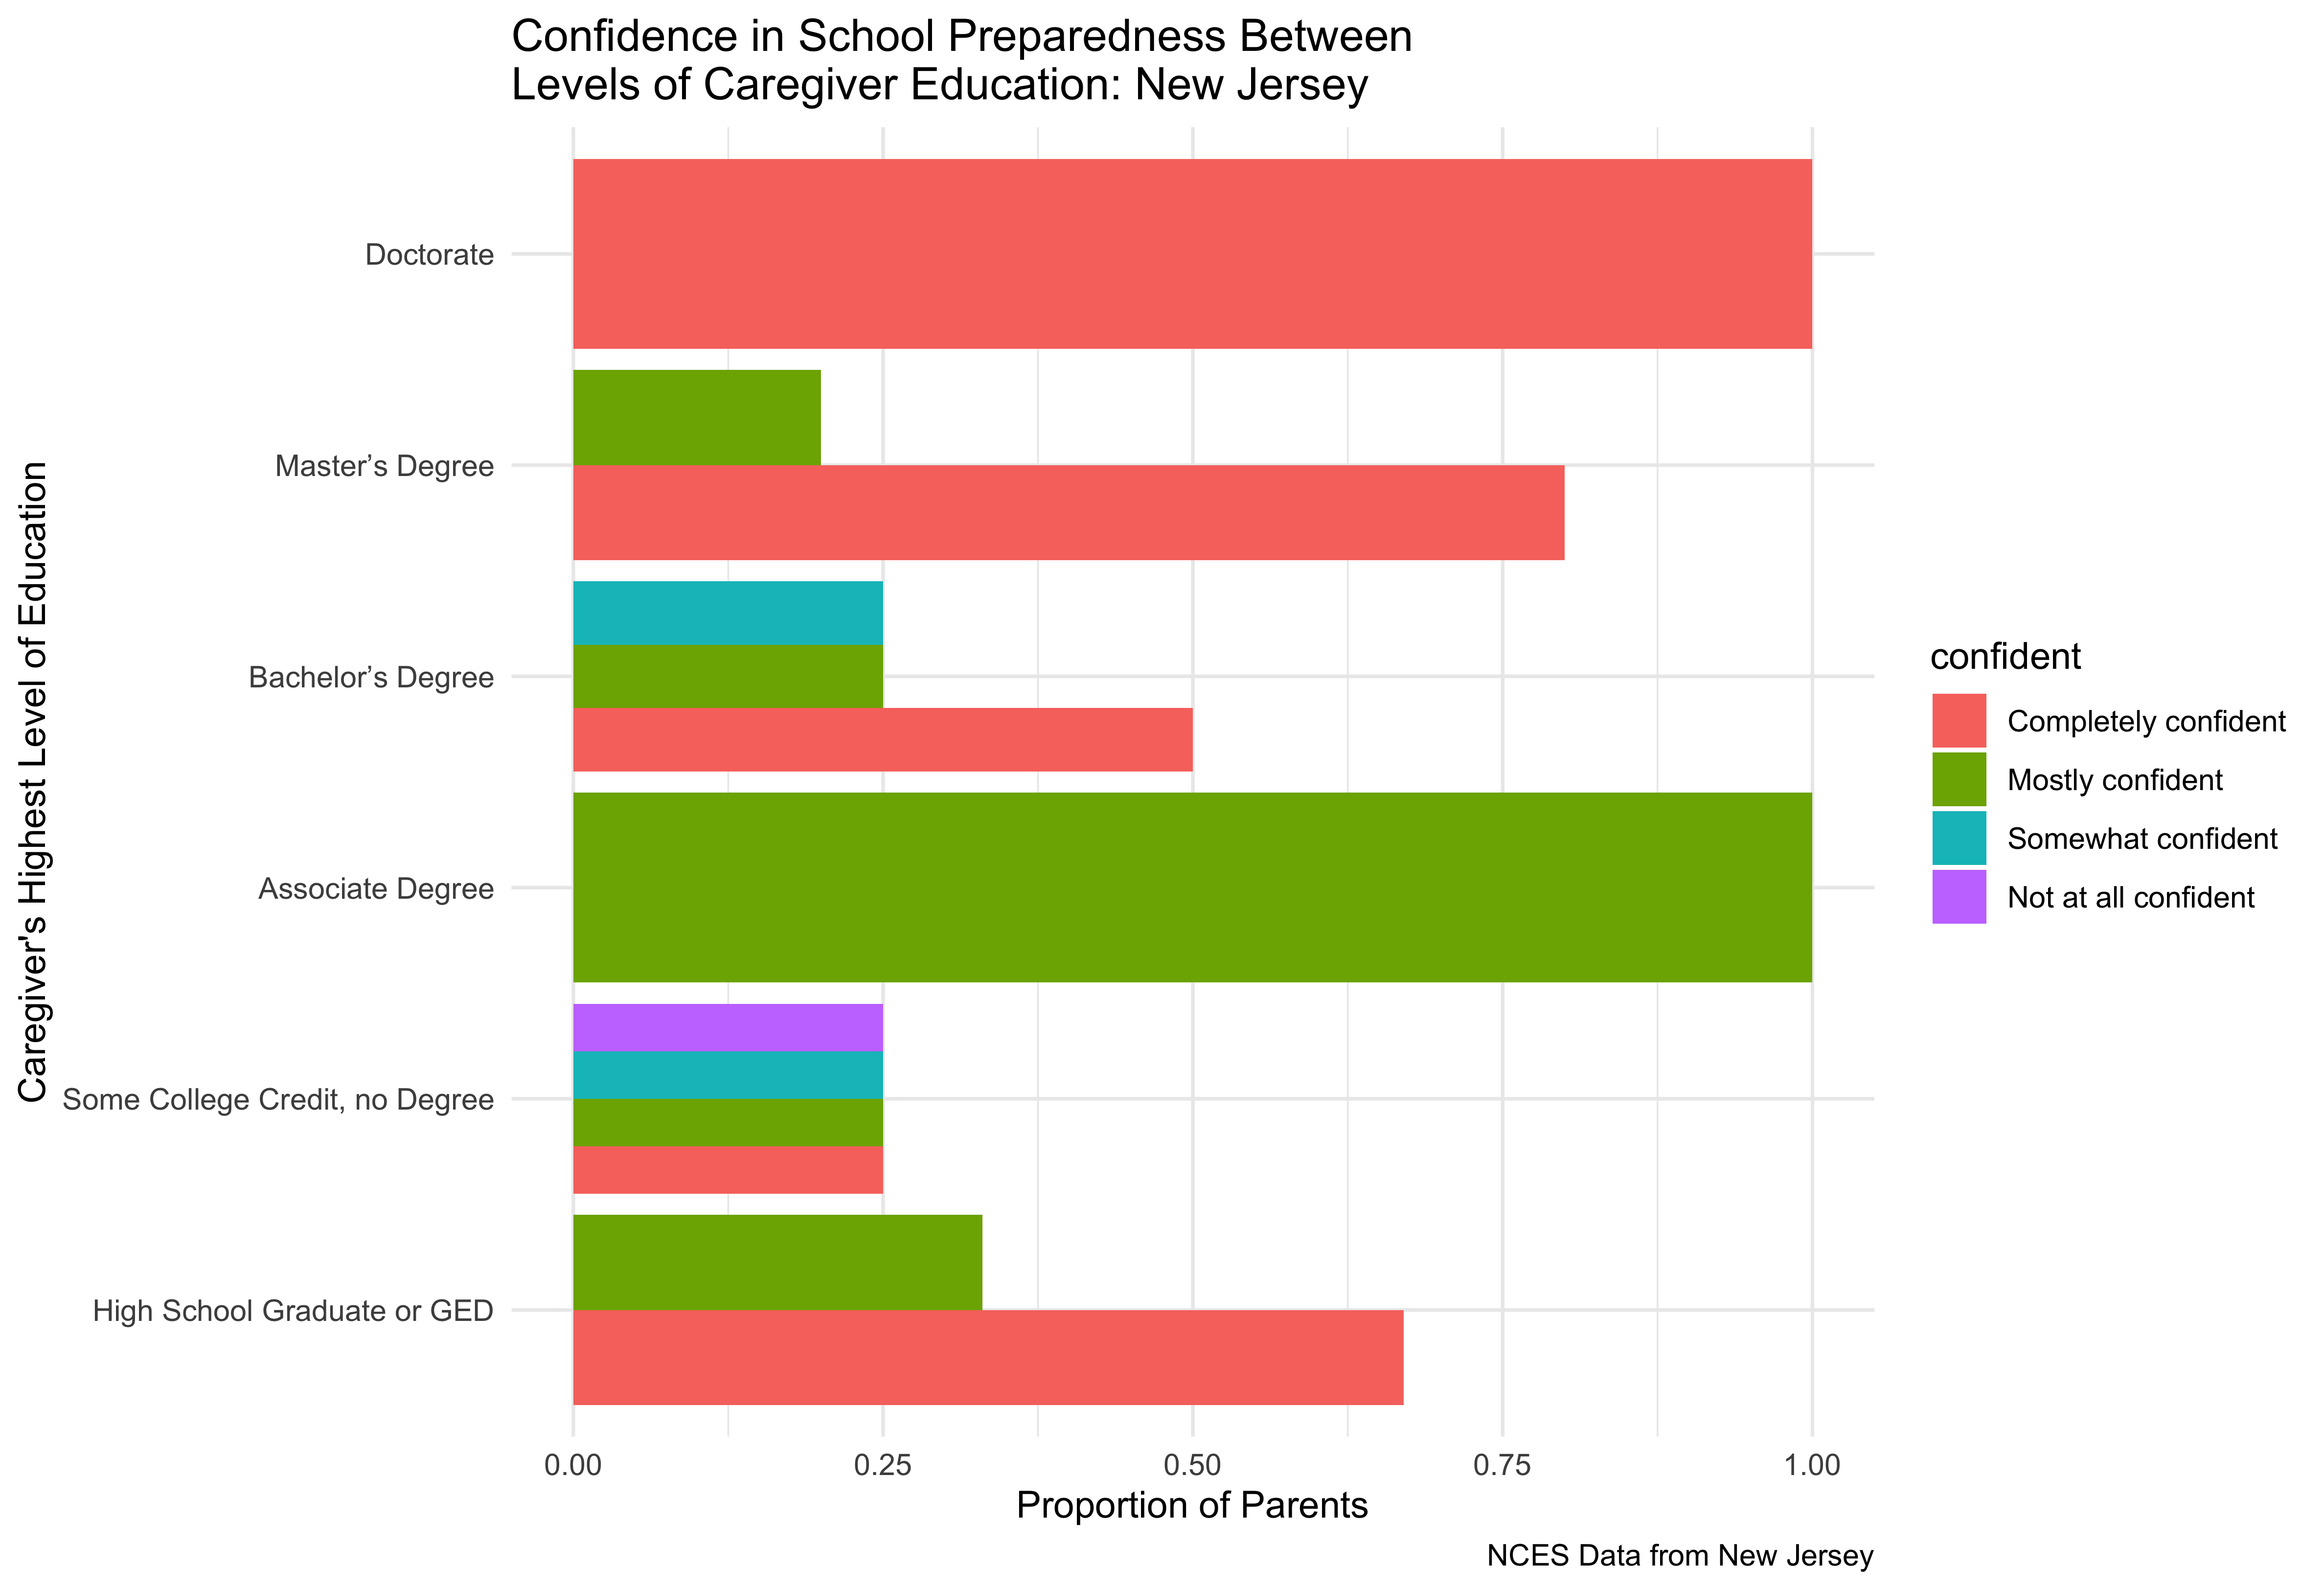 Confidence in School Preparedness Between
Levels of Caregiver Education: New Jersey
Caregiver's Highest Level of Education
Doctorate
Master’s Degree
Bachelor’s Degree
Associate Degree
Some College Credit, no Degree
High School Graduate or GED
0.00 0.25 0.50 0.75 1.00
Proportion of Parents
confident
Completely confident
Mostly confident
Somewhat confident
Not at all confident
NCES Data from New Jersey